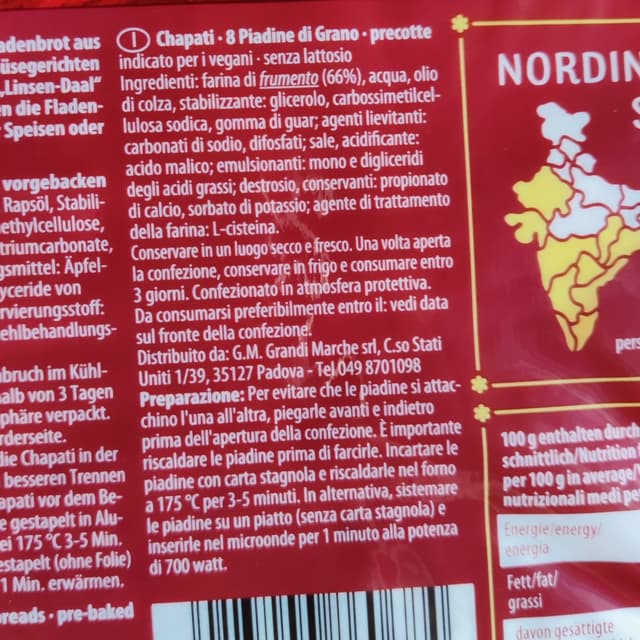 adenbrot aus
üsegerichten
„Linsen-Daal"
en die Fladen-
Speisen oder
vorgebacken
Rapsöl, Stabili-
ethylcellulose,
triumcarbonate,
gsmittel: Äpfel-
yceride von
rvierungsstoff:
ehlbehandlungs-
nbruch im Kühl-
alb von 3 Tagen
phäre verpackt.
rderseite.
die Chapati in der
besseren Trennen
apati vor dem Be-
e gestapelt in Alu-
ei 175 °C 3-5 Min.
estapelt (ohne Folie)
1 Min. erwärmen.
reads · pre-baked
I Chapati · 8 Piadine di Grano · precotte
indicato per i vegani · senza lattosio
Ingredienti: farina di frumento (66%), acqua, olio
di colza, stabilizzante: glicerolo, carbossimetilcel-
lulosa sodica, gomma di guar; agenti lievitanti:
carbonati di sodio, difosfati; sale, acidificante:
acido malico; emulsionanti: mono e digliceridi
degli acidi grassi; destrosio, conservanti: propionato
di calcio, sorbato di potassio; agente di trattamento
della farina: L-cisteina.
Conservare in un luogo secco e fresco. Una volta aperta
la confezione, conservare in frigo e consumare entro
3 giorni. Confezionato in atmosfera protettiva.
Da consumarsi preferibilmente entro il: vedi data
sul fronte della confezione.
Distribuito da: G.M. Grandi Marche srl, C.so Stati
Uniti 1/39, 35127 Padova - Tel 049 8701098
Preparazione: Per evitare che le piadine si attac-
chino l'una all'altra, piegarle avanti e indietro
prima dell'apertura della confezione. È importante
riscaldare le piadine prima di farcirle. Incartare le
piadine con carta stagnola e riscaldarle nel forno
a 175 °C per 3-5 minuti. In alternativa, sistemare
le piadine su un piatto (senza carta stagnola) e
inserirle nel microonde per 1 minuto alla potenza
di 700 watt.
NORDIN
pers
100 g enthalten durch
schnittlich/Nutrition
per 100 g in average/
nutrizionali medi p
Energie/energy/
energia
Fett/fat/
grassi
davon gesättigte